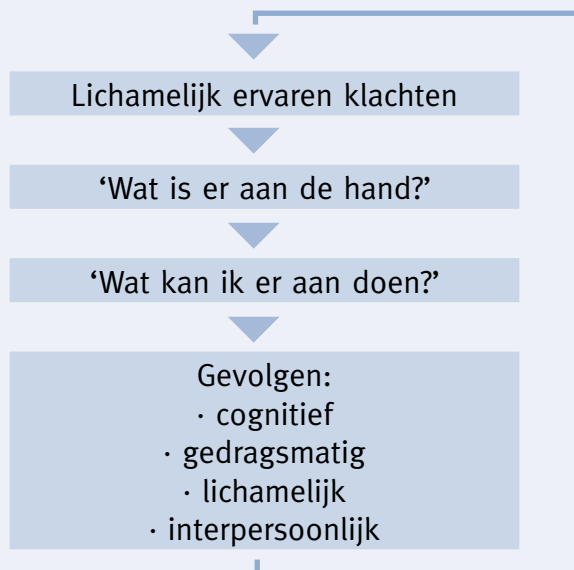 Lichamelijk ervaren klachten
‘Wat is er aan de hand?’
‘Wat kan ik er aan doen?’
Gevolgen:
· cognitief
· gedragsmatig
· lichamelijk
· interpersoonlijk